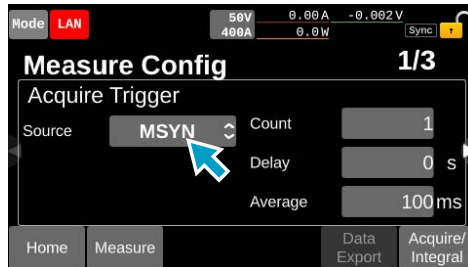 Mode LAN 50V 0.00A -0.002V
400A 0.0W Sync T
Measure Config 1/3
Acquire Trigger
Source MSYN Count 1
Delay 0 s
Average 100 ms
Home Measure Data Export Acquire/ Integral